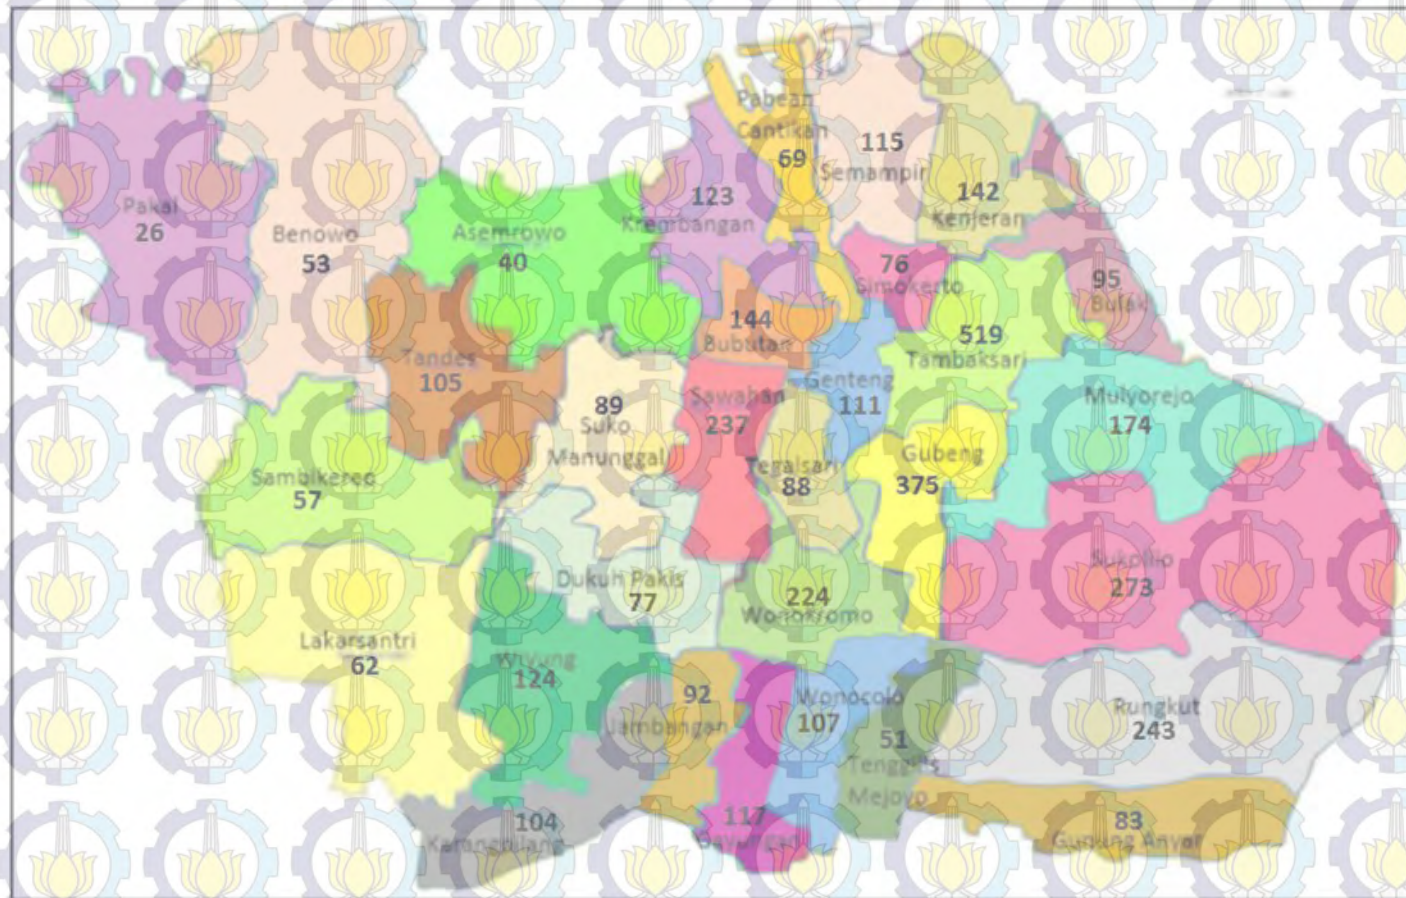 Pabean
Cantikan
69
115
Semampir
142
Kenjeran
123
Krembangan
Pakal
26
Benowo
53
Asemrowo
40
76
Simokerto
95
Bulak
144
Bubutan
519
Tambaksari
Tandes
105
Genteng
111
Sawahan
237
89
Suko
Manunggal
Mulyorejo
174
Gubeng
375
Tegalsari
88
Sambikerep
57
Sukolilo
273
Dukuh Pakis
77
224
Wonokromo
Lakarsantri
62
Wiyung
124
92
Jambangan
Wonocolo
107
Rungkut
243
51
Tenggilis
Mejoyo
104
Karangpilang
117
Gayungan
83
Gunung Anyar